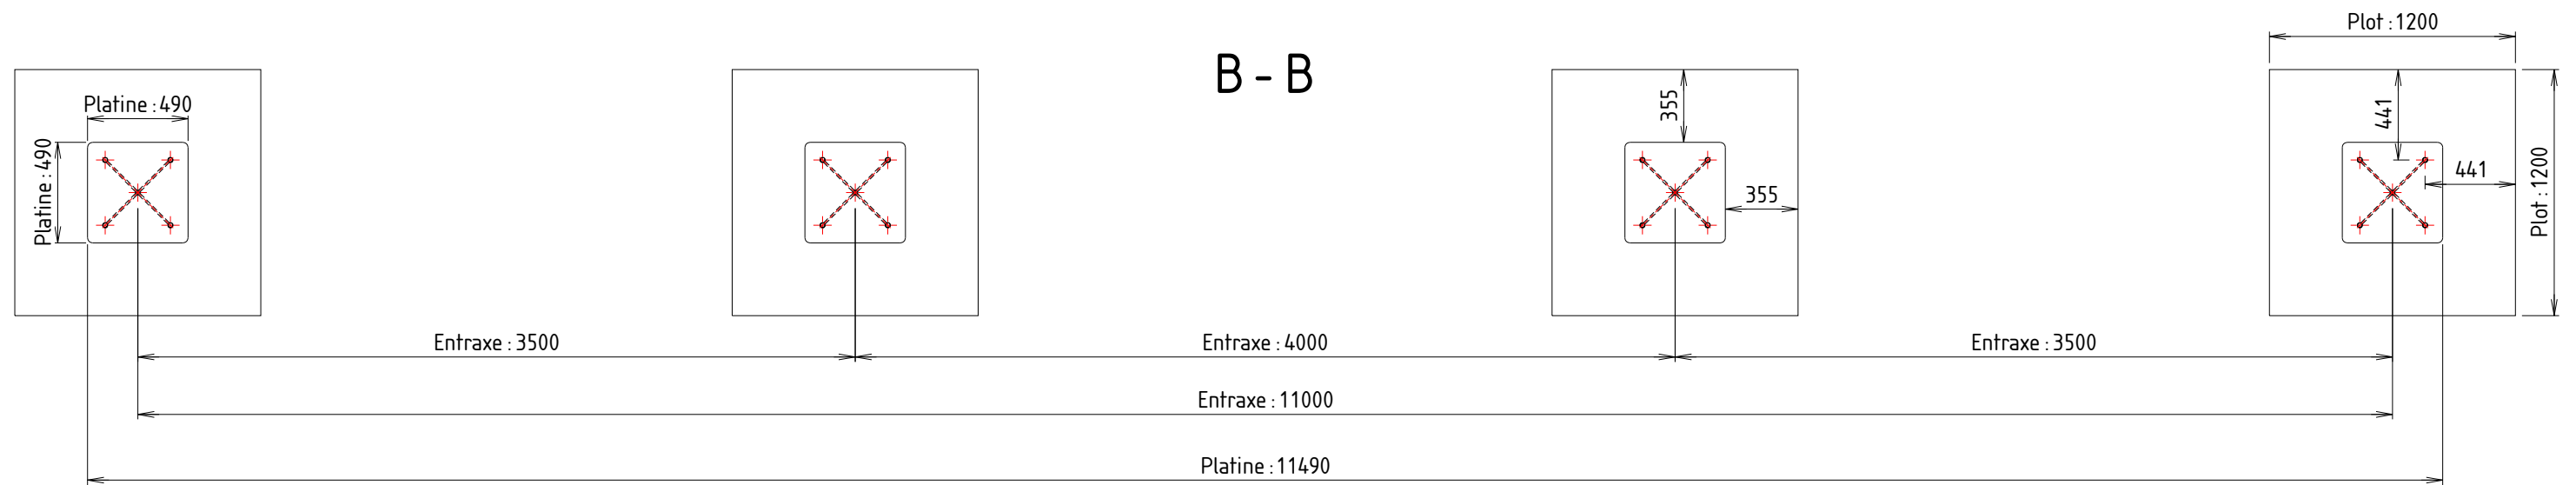 Plot : 1200
B - B
Platine : 490
Platine : 490
355
355
441
441
Plot : 1200
Entraxe : 3500
Entraxe : 4000
Entraxe : 3500
Entraxe : 11000
Platine : 11490